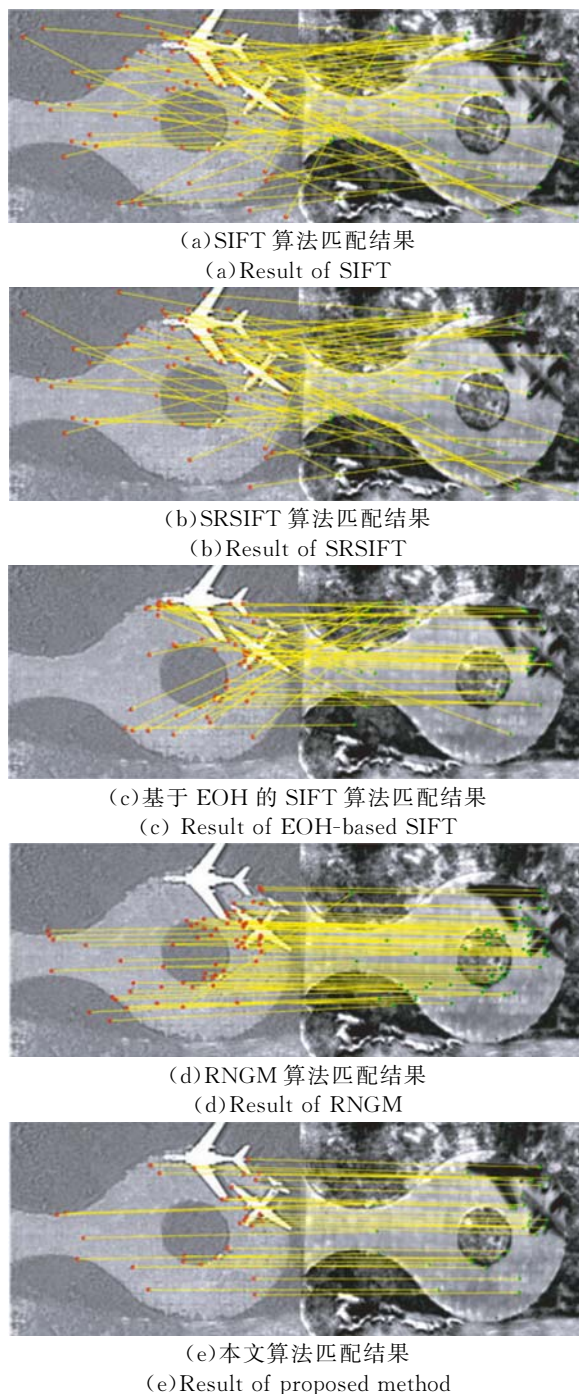 (a)SIFT 算法匹配结果
(a)Result of SIFT
(b)SRSIFT 算法匹配结果
(b)Result of SRSIFT
(c)基于 EOH 的 SIFT 算法匹配结果
(c) Result of EOH-based SIFT
(d)RNGM 算法匹配结果
(d)Result of RNGM
(e)本文算法匹配结果
(e)Result of proposed method